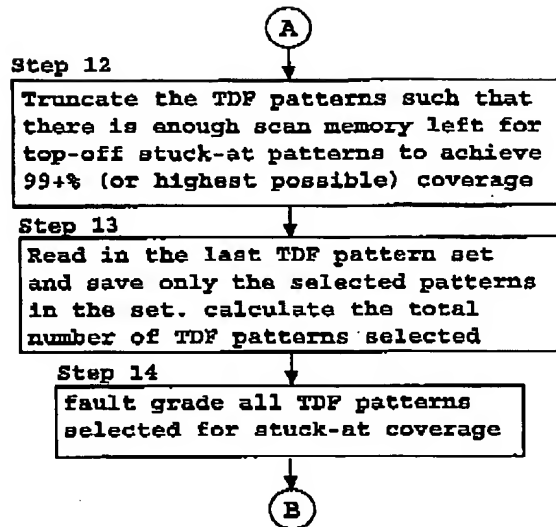 A
Step 12
Truncate the TDF patterns such that
there is enough scan memory left for
top-off stuck-at patterns to achieve
99+% (or highest possible) coverage
Step 13
Read in the last TDF pattern set
and save only the selected patterns
in the set. calculate the total
number of TDF patterns selected
Step 14
fault grade all TDF patterns
selected for stuck-at coverage
B